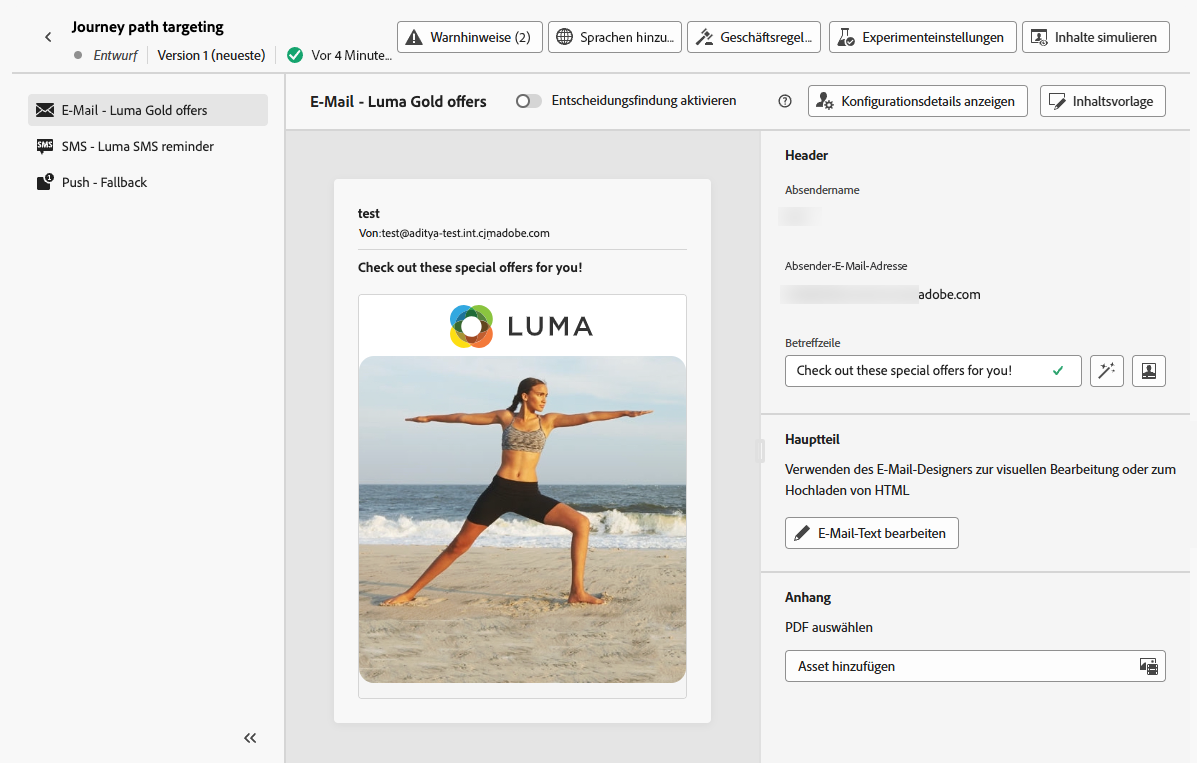 Journey path targeting
Entwurf Version 1 (neueste) Vor 4 Minute...
Warnhinweise (2) Sprachen hinzu... Geschäftsregel... Experimenteinstellungen Inhalte simulieren
E-Mail - Luma Gold offers
SMS - Luma SMS reminder
Push - Fallback
E-Mail - Luma Gold offers Entscheidungsfindung aktivieren Konfigurationsdetails anzeigen Inhaltsvorlage
test
Von:test@aditya-test.int.cjmadobe.com
Check out these special offers for you!
LUMA
Header
Absendername
Absender-E-Mail-Adresse
adobe.com
Betreffzeile
Check out these special offers for you!
Hauptteil
Verwenden des E-Mail-Designers zur visuellen Bearbeitung oder zum
Hochladen von HTML
E-Mail-Text bearbeiten
Anhang
PDF auswählen
Asset hinzufügen